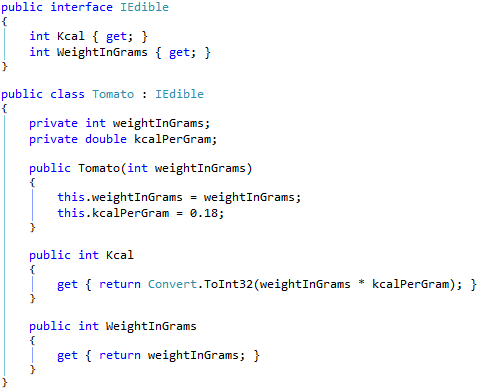 public interface IEdible
{
    int Kcal { get; }
    int WeightInGrams { get; }
}

public class Tomato : IEdible
{
    private int weightInGrams;
    private double kcalPerGram;

    public Tomato(int weightInGrams)
    {
        this.weightInGrams = weightInGrams;
        this.kcalPerGram = 0.18;
    }

    public int Kcal
    {
        get { return Convert.ToInt32(weightInGrams * kcalPerGram); }
    }

    public int WeightInGrams
    {
        get { return weightInGrams; }
    }
}